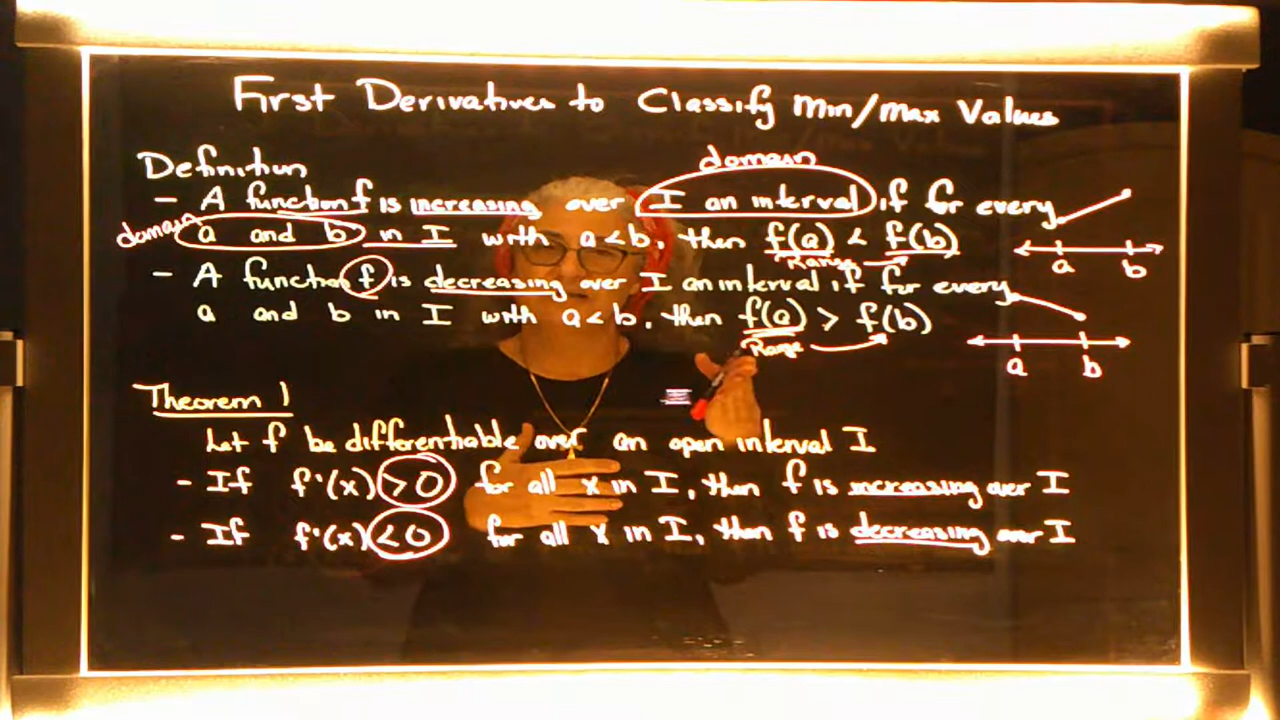 First Derivatives to Classify Min/Max Values
Definition
domain
- A function f is increasing over I an interval if for every
domain
a and b in I with a<b, then f(a) < f(b)
Range
a b
- A function f is decreasing over I an interval if for every
a and b in I with a<b, then f(a) > f(b)
Range
a b
Theorem 1
Let f be differentiable over an open interval I
- If f'(x) >0 for all x in I, then f is increasing over I
- If f'(x) <0 for all x in I, then f is decreasing over I